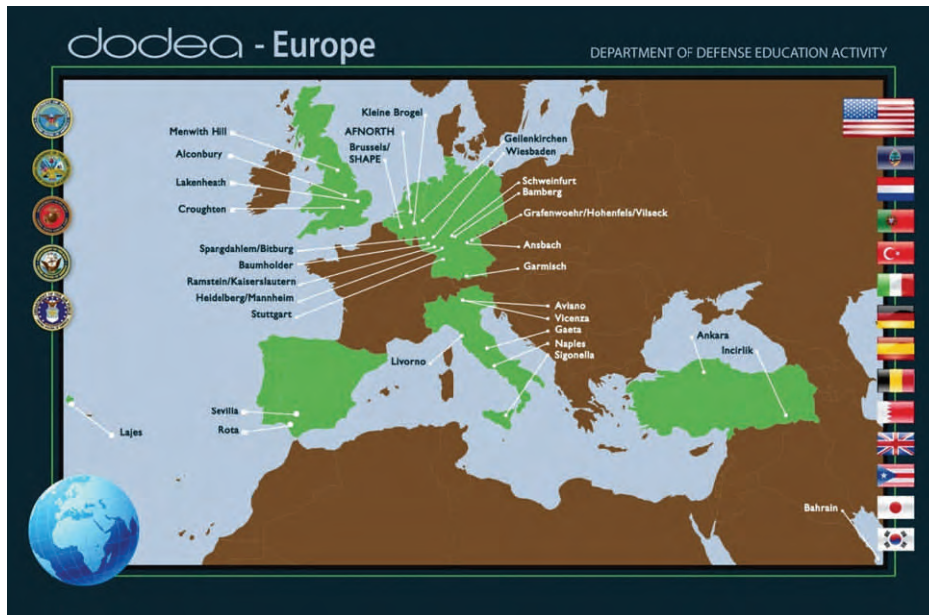 dodea - Europe
DEPARTMENT OF DEFENSE EDUCATION ACTIVITY
Kleine Brogel
AFNORTH
Brussels/
SHAPE
Menwith Hill
Alconbury
Lakenheath
Croughton
Geilenkirchen
Wiesbaden
Schweinfurt
Bamberg
Grafenwoehr/Hohenfels/Vilseck
Ansbach
Garmisch
Spangdahlem/Bitburg
Baumholder
Ramstein/Kaiserslautern
Heidelberg/Mannheim
Stuttgart
Aviano
Vicenza
Gaeta
Naples
Sigonella
Livorno
Ankara
Incirlik
Sevilla
Rota
Lajes
Bahrain